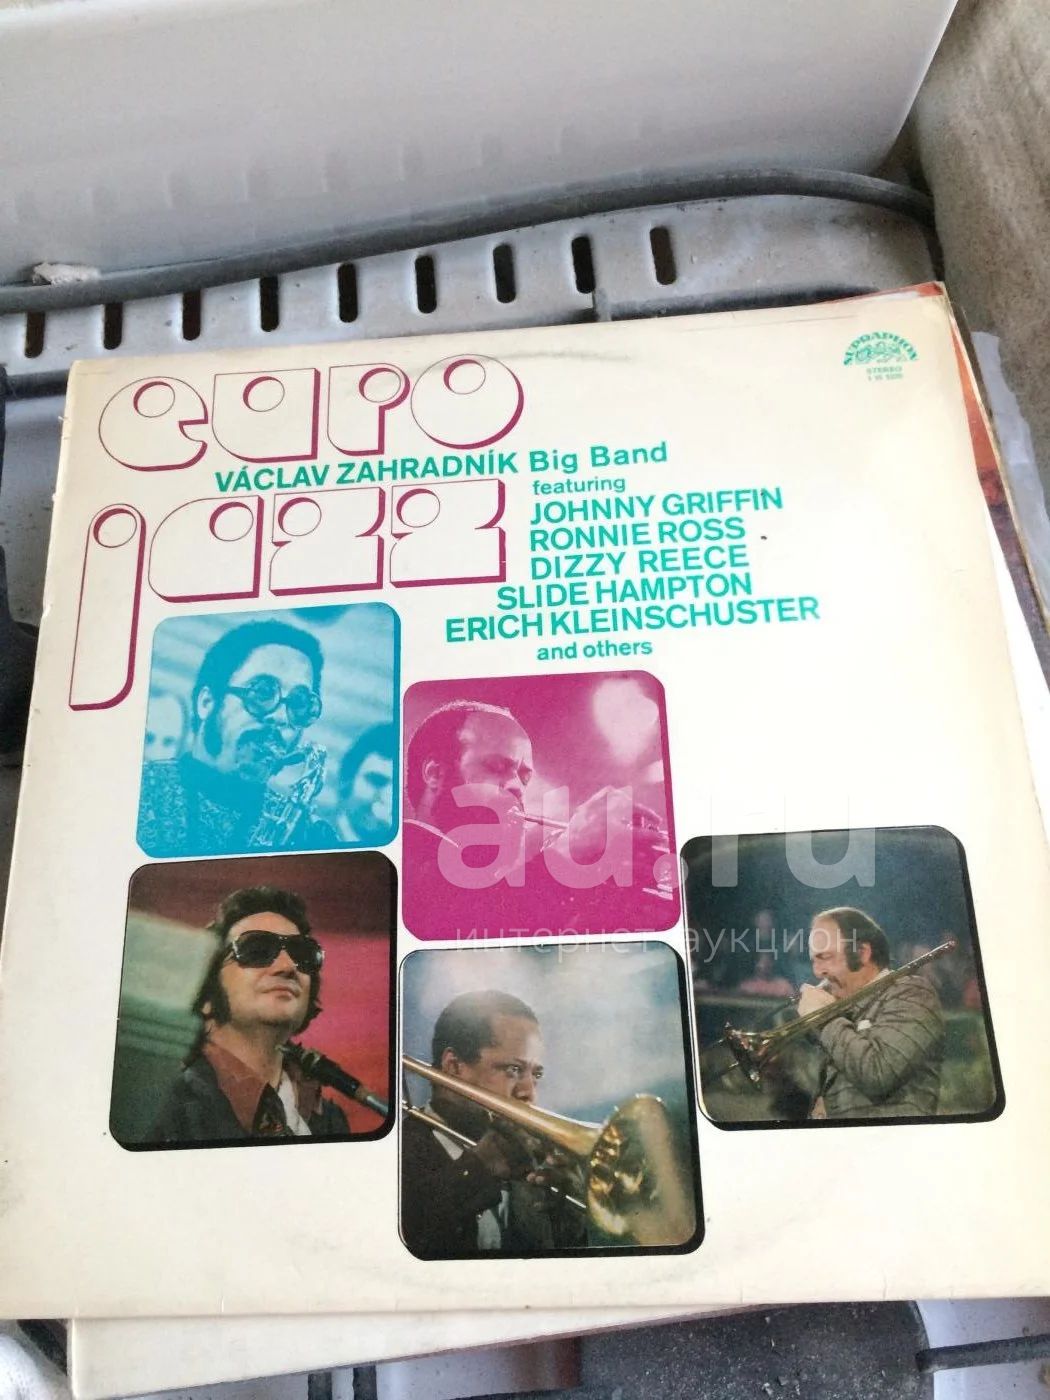 euro
VÁCLAV ZAHRADNÍK Big Band
jazz
featuring
JOHNNY GRIFFIN
RONNIE ROSS
DIZZY REECE
SLIDE HAMPTON
ERICH KLEINSCHUSTER
and others
SUPRAPHON
STEREO
au.ru
интернет-аукцион